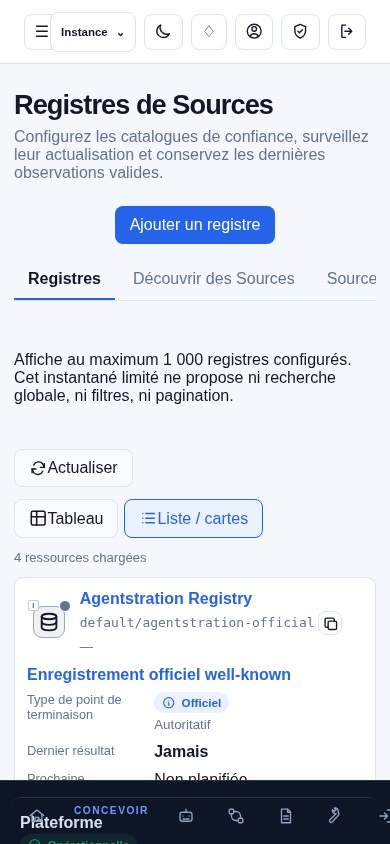 Instance
Registres de Sources
Configurez les catalogues de confiance, surveillez
leur actualisation et conservez les dernières
observations valides.
Ajouter un registre
Registres Découvrir des Sources Source
Affiche au maximum 1 000 registres configurés.
Cet instantané limité ne propose ni recherche
globale, ni filtres, ni pagination.
Actualiser
Tableau Liste / cartes
4 ressources chargées
I
Agentstration Registry
default/agentstration-official
—
Enregistrement officiel well-known
Type de point de
terminaison
Officiel
Autoritatif
Dernier résultat
Jamais
Prochaine
Non planifiée
CONCEVOIR
Plateforme
Opérationnelle